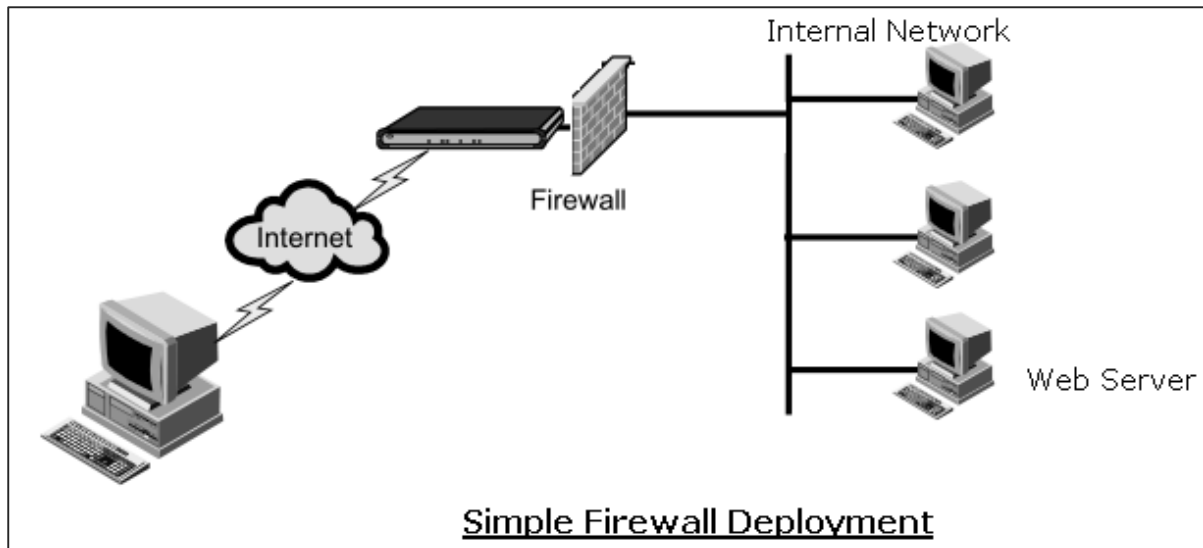 Internal Network
Firewall
Internet
Web Server
Simple Firewall Deployment